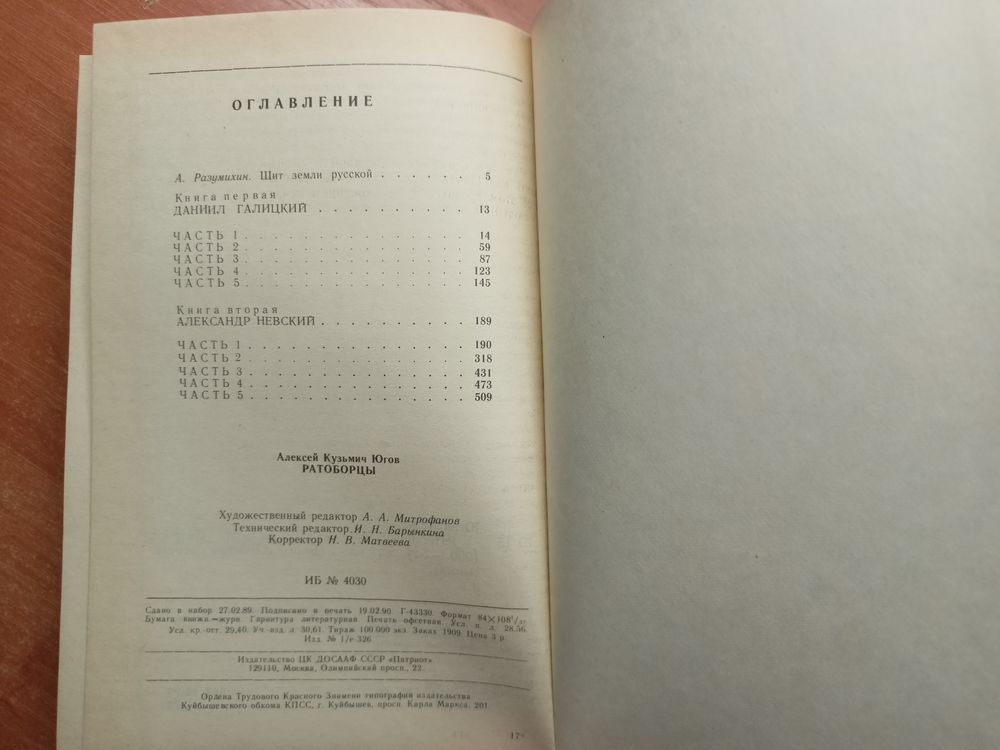 ОГЛАВЛЕНИЕ
А. Разумихин. Щит земли русской . . . . . . 5
Книга первая
ДАНИИЛ ГАЛИЦКИЙ . . . . . . . . . . 13
ЧАСТЬ 1 . . . . . . . . . . . . . . 14
ЧАСТЬ 2 . . . . . . . . . . . . . . 59
ЧАСТЬ 3 . . . . . . . . . . . . . . 87
ЧАСТЬ 4 . . . . . . . . . . . . . . 123
ЧАСТЬ 5 . . . . . . . . . . . . . . 145
Книга вторая
АЛЕКСАНДР НЕВСКИЙ . . . . . . . . . . 189
ЧАСТЬ 1 . . . . . . . . . . . . . . 190
ЧАСТЬ 2 . . . . . . . . . . . . . . 318
ЧАСТЬ 3 . . . . . . . . . . . . . . 431
ЧАСТЬ 4 . . . . . . . . . . . . . . 473
ЧАСТЬ 5 . . . . . . . . . . . . . . 509
Алексей Кузьмич Югов
РАТОБОРЦЫ
Художественный редактор А. А. Митрофанов
Технический редактор И. Н. Барынкина
Корректор Н. В. Матвеева
ИБ № 4030
Сдано в набор 27.02.89. Подписано в печать 19.02.90. Г-43330. Формат 84×108¹/₃₂.
Бумага книжн.-журн. Гарнитура литературная. Печать офсетная. Усл. п. л. 28,56.
Усл. кр.-отт. 29,40. Уч.-изд. л. 30,61. Тираж 100 000 экз. Заказ 1909. Цена 3 р.
Изд. № 1/г-326
Издательство ЦК ДОСААФ СССР «Патриот»
129110, Москва, Олимпийский просп., 22.
Ордена Трудового Красного Знамени типография издательства
Куйбышевского обкома КПСС, г. Куйбышев, просп. Карла Маркса, 201.
17*